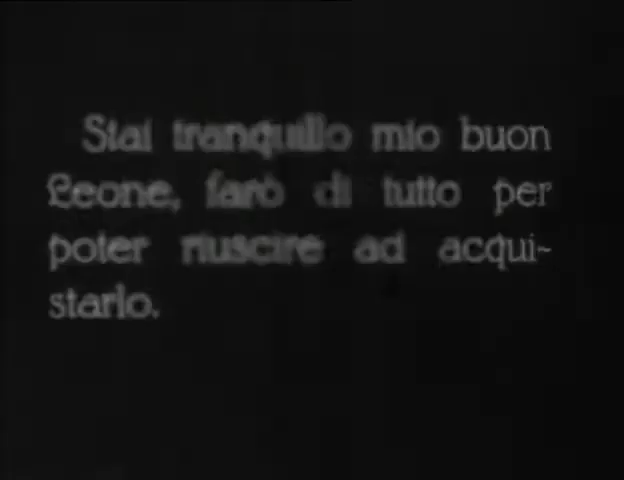 Stai tranquillo mio buon
Leone, farò di tutto per
poter riuscire ad acqui-
starlo.